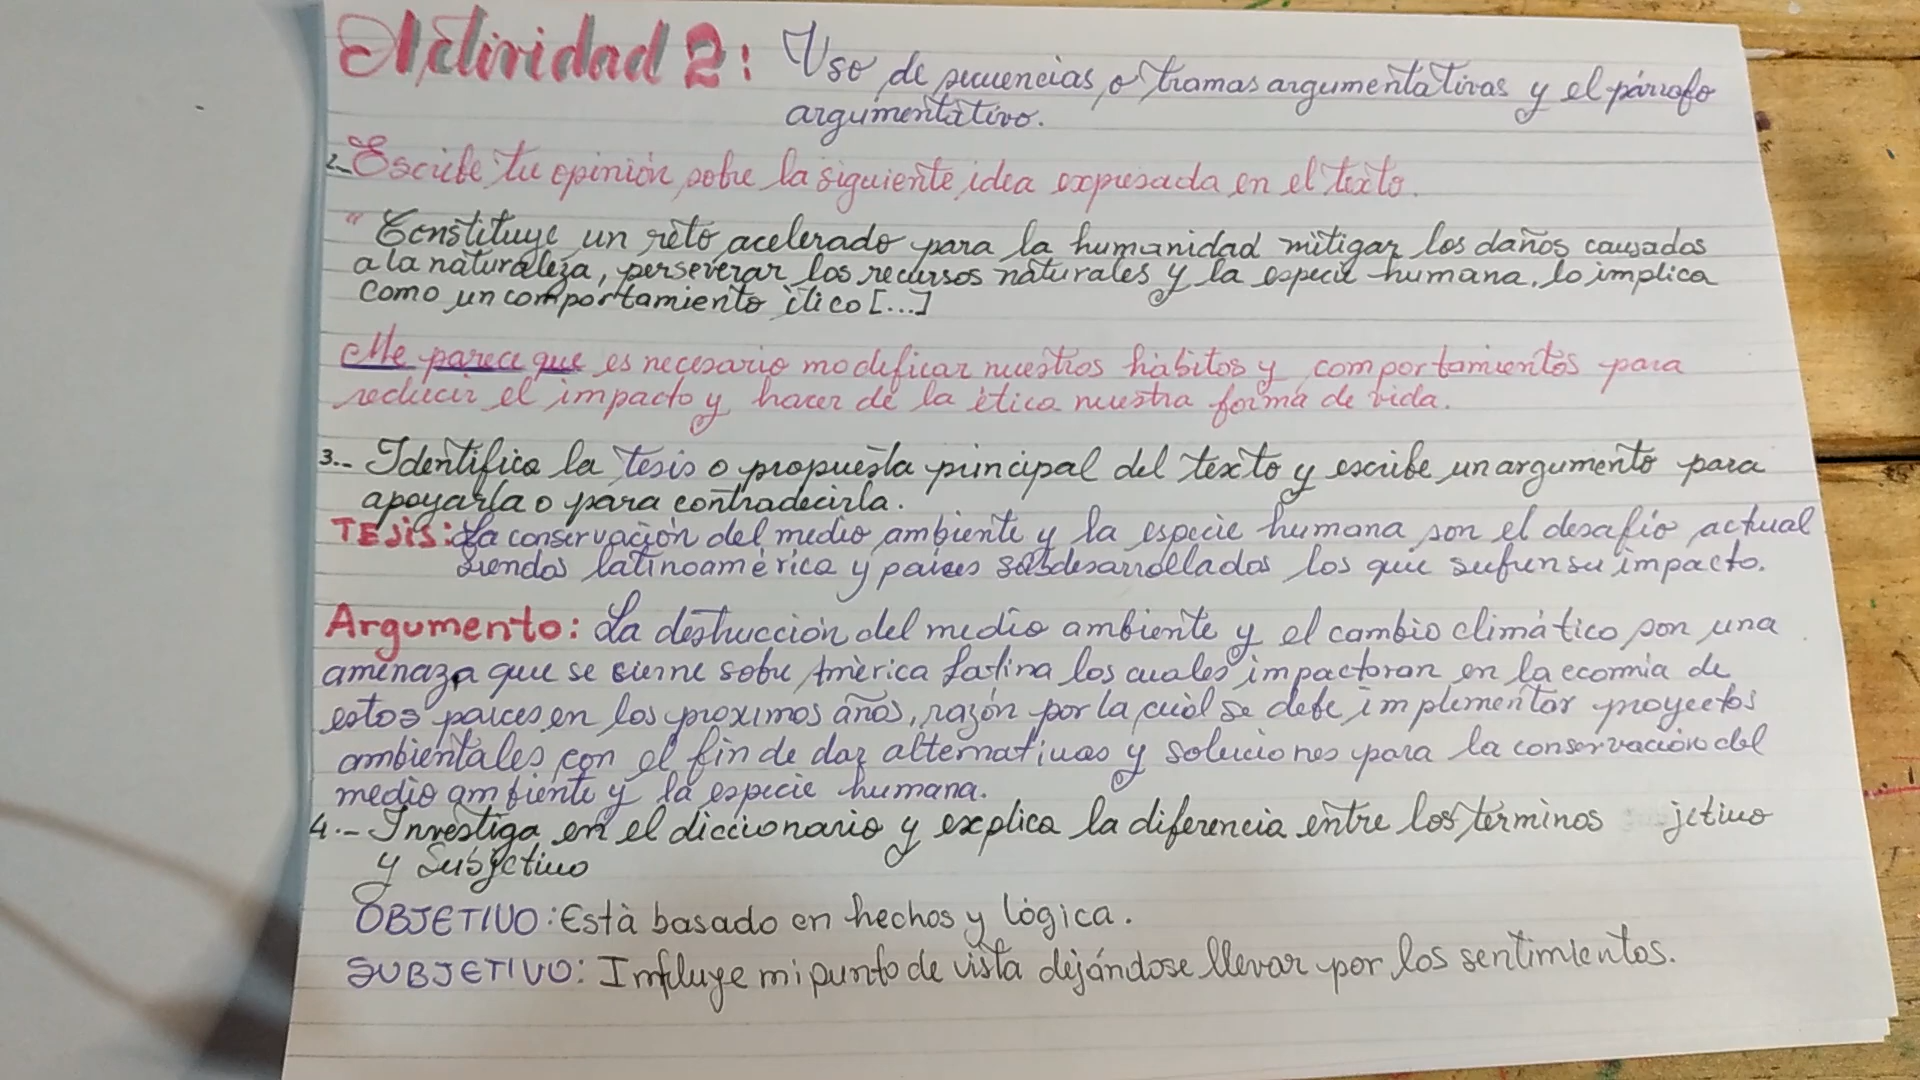 Actividad 2: Uso de secuencias o tramas argumentativas y el párrafo
argumentativo.
2.- Escribe tu opinión sobre la siguiente idea expresada en el texto.
" Constituye un reto acelerado para la humanidad mitigar los daños causados
a la naturaleza, perseverar los recursos naturales y la especie humana, lo implica
como un comportamiento ético [...]
Me parece que es necesario modificar nuestros hábitos y comportamientos para
reducir el impacto y hacer de la ética nuestra forma de vida.
3.- Identifica la tesis o propuesta principal del texto y escribe un argumento para
apoyarla o para contradecirla.
TESIS: La conservación del medio ambiente y la especie humana son el desafío actual
siendos latinoamérica y países subdesarrollados los que sufren su impacto.
Argumento: La destrucción del medio ambiente y el cambio climático son una
amenaza que se cierne sobre América Latina los cuales impactoran en la ecomia de
estos paices en los proximos años, razón por la cuál se debe implementar proyectos
ambientales con el fin de dar alternativas y soluciones para la conservación del
medio ambiente y la especie humana.
4.- Investiga en el diccionario y explica la diferencia entre los términos jetivo
y Subjetivo
OBJETIVO: Está basado en hechos y lógica.
SUBJETIVO: Influye mi punto de vista dejándose llevar por los sentimientos.